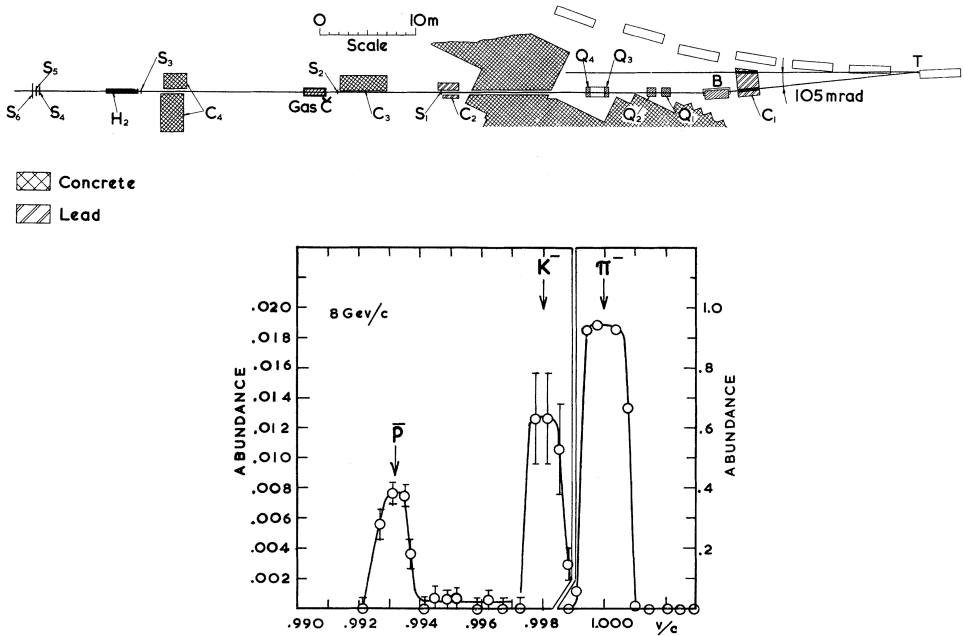 0 10 m
Scale
S₅ S₃ S₂ Q₄ Q₃ T
B
105 mrad
S₆ S₄ H₂ C₄ Gas Č C₃ S₁ C₂ Q₂ Q₁ C₁
Concrete
Lead
K⁻ π⁻
8 Gev/c
p̄
ABUNDANCE
.020
.018
.016
.014
.012
.010
.008
.006
.004
.002
1.0
.8
.6
.4
.2
ABUNDANCE
.990 .992 .994 .996 .998 1.000 v/c